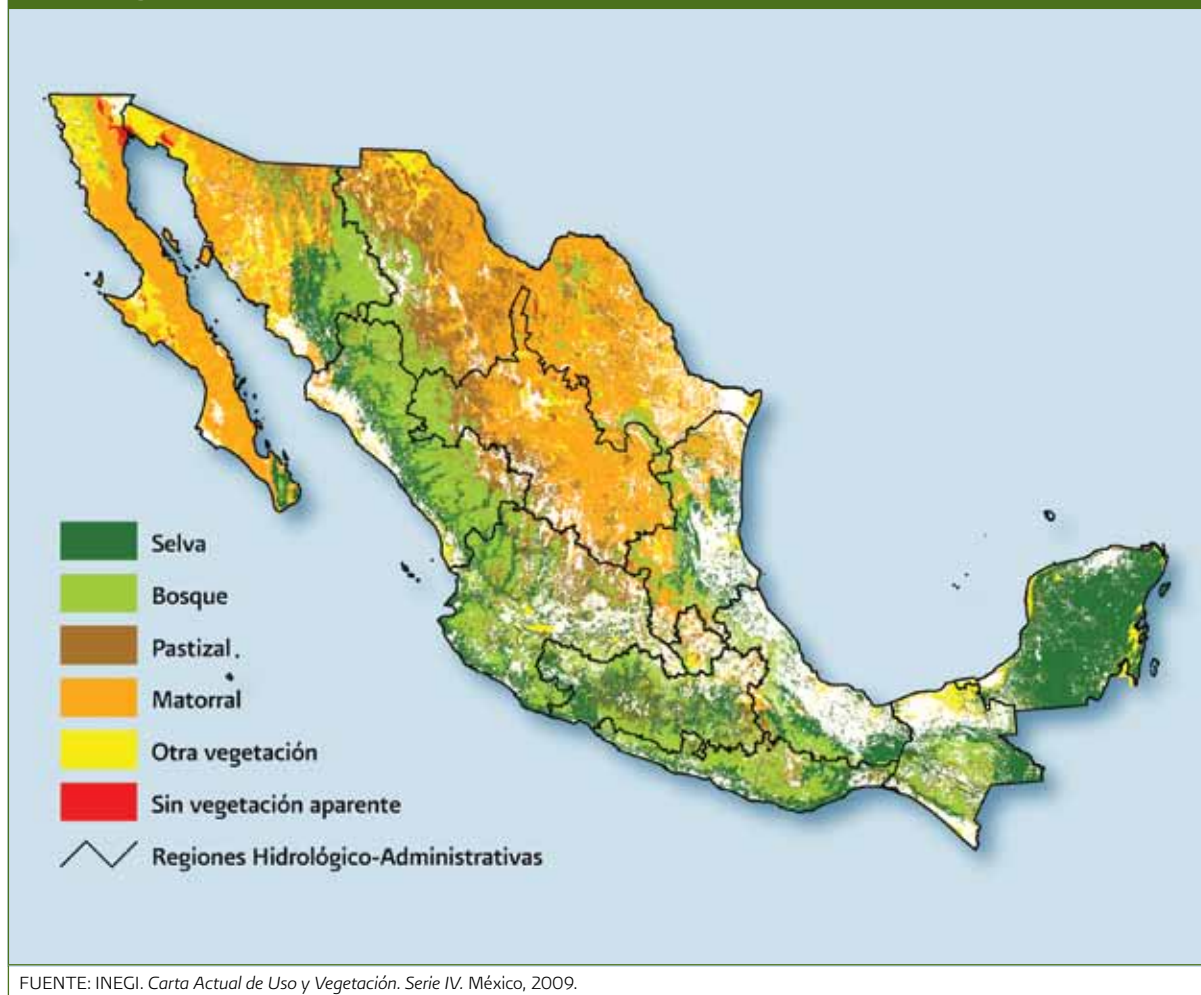 Selva
Bosque
Pastizal
Matorral
Otra vegetación
Sin vegetación aparente
Regiones Hidrológico-Administrativas
FUENTE: INEGI. Carta Actual de Uso y Vegetación. Serie IV. México, 2009.